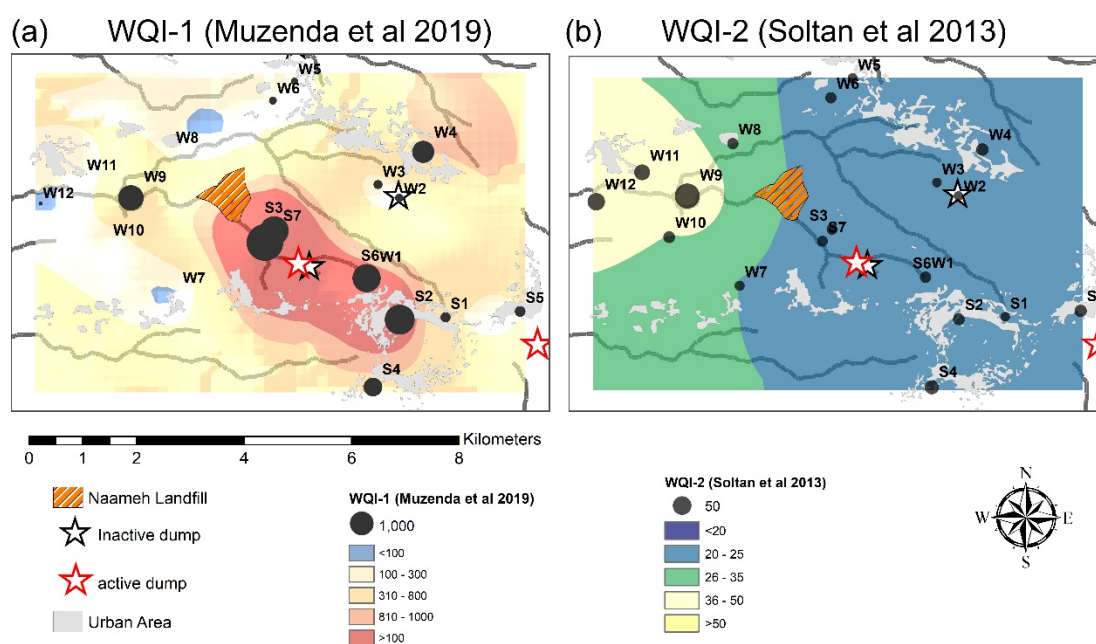 (a) WQI-1 (Muzenda et al 2019)
W5
W6
W8
W4
W11
W3
W12
W9
W2
W10
S3
S7
S6W1
W7
S2
S1
S5
S4
(b) WQI-2 (Soltan et al 2013)
W5
W6
W8
W4
W11
W3
W12
W9
W2
W10
S3
S7
S6W1
W7
S2
S1
S
S4
Kilometers
0 1 2 4 6 8
Naameh Landfill
Inactive dump
active dump
Urban Area
WQI-1 (Muzenda et al 2019)
1,000
<100
100 - 300
310 - 800
810 - 1000
>100
WQI-2 (Soltan et al 2013)
50
<20
20 - 25
26 - 35
36 - 50
>50
N
W E
S